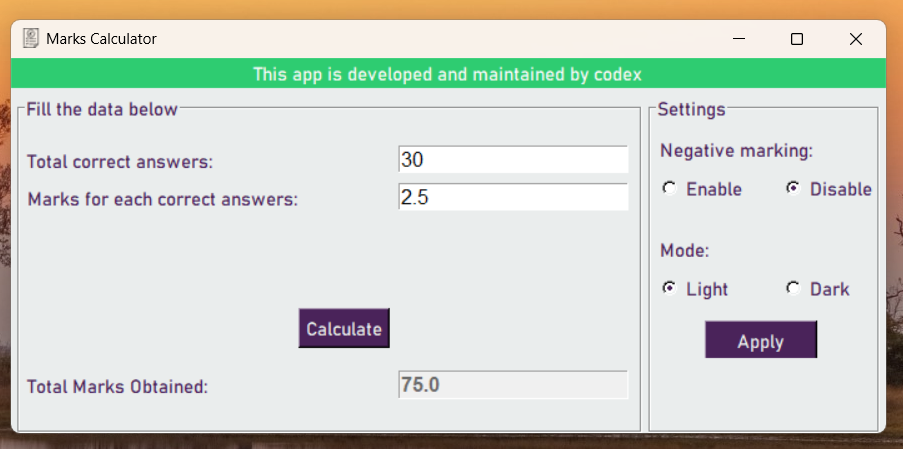 Marks Calculator
This app is developed and maintained by codex
Fill the data below
Total correct answers: 30
Marks for each correct answers: 2.5
Calculate
Total Marks Obtained: 75.0
Settings
Negative marking:
Enable Disable
Mode:
Light Dark
Apply